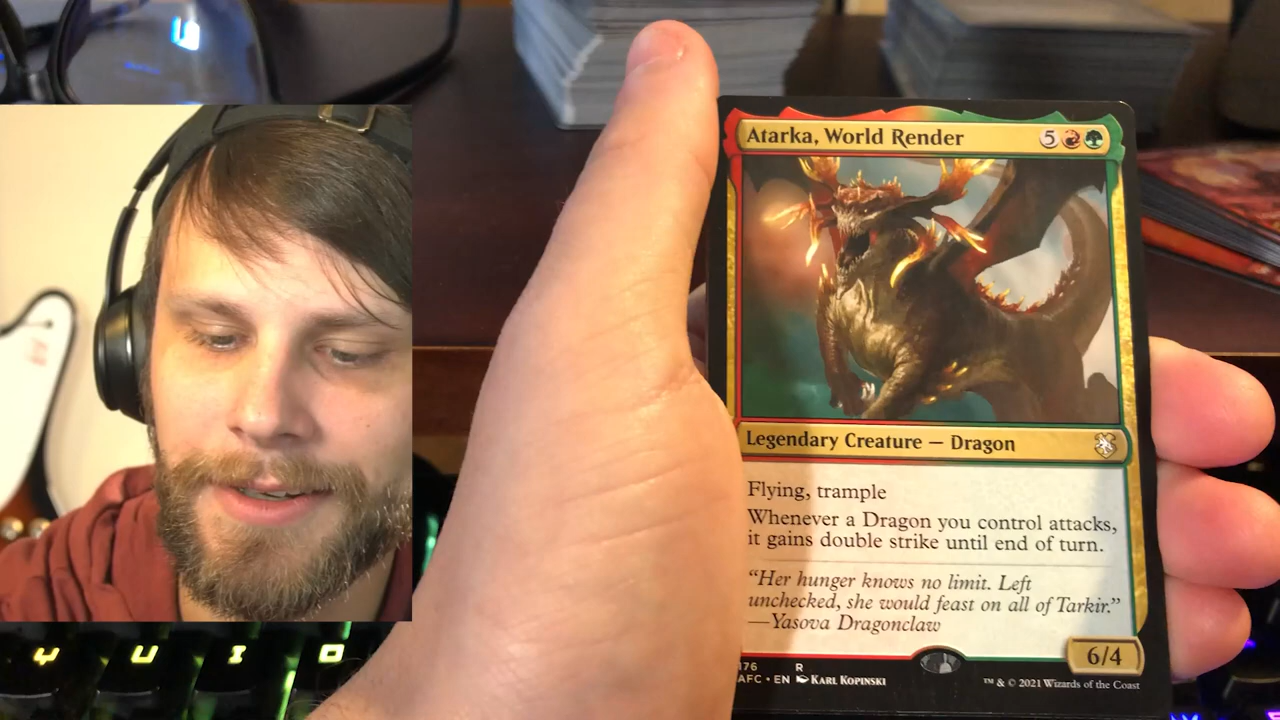 Atarka, World Render
5
Legendary Creature — Dragon
Flying, trample
Whenever a Dragon you control attacks,
it gains double strike until end of turn.
“Her hunger knows no limit. Left
unchecked, she would feast on all of Tarkir.”
—Yasova Dragonclaw
6/4
176 R
AFC • EN Karl Kopinski
™ & © 2021 Wizards of the Coast
Y U I O